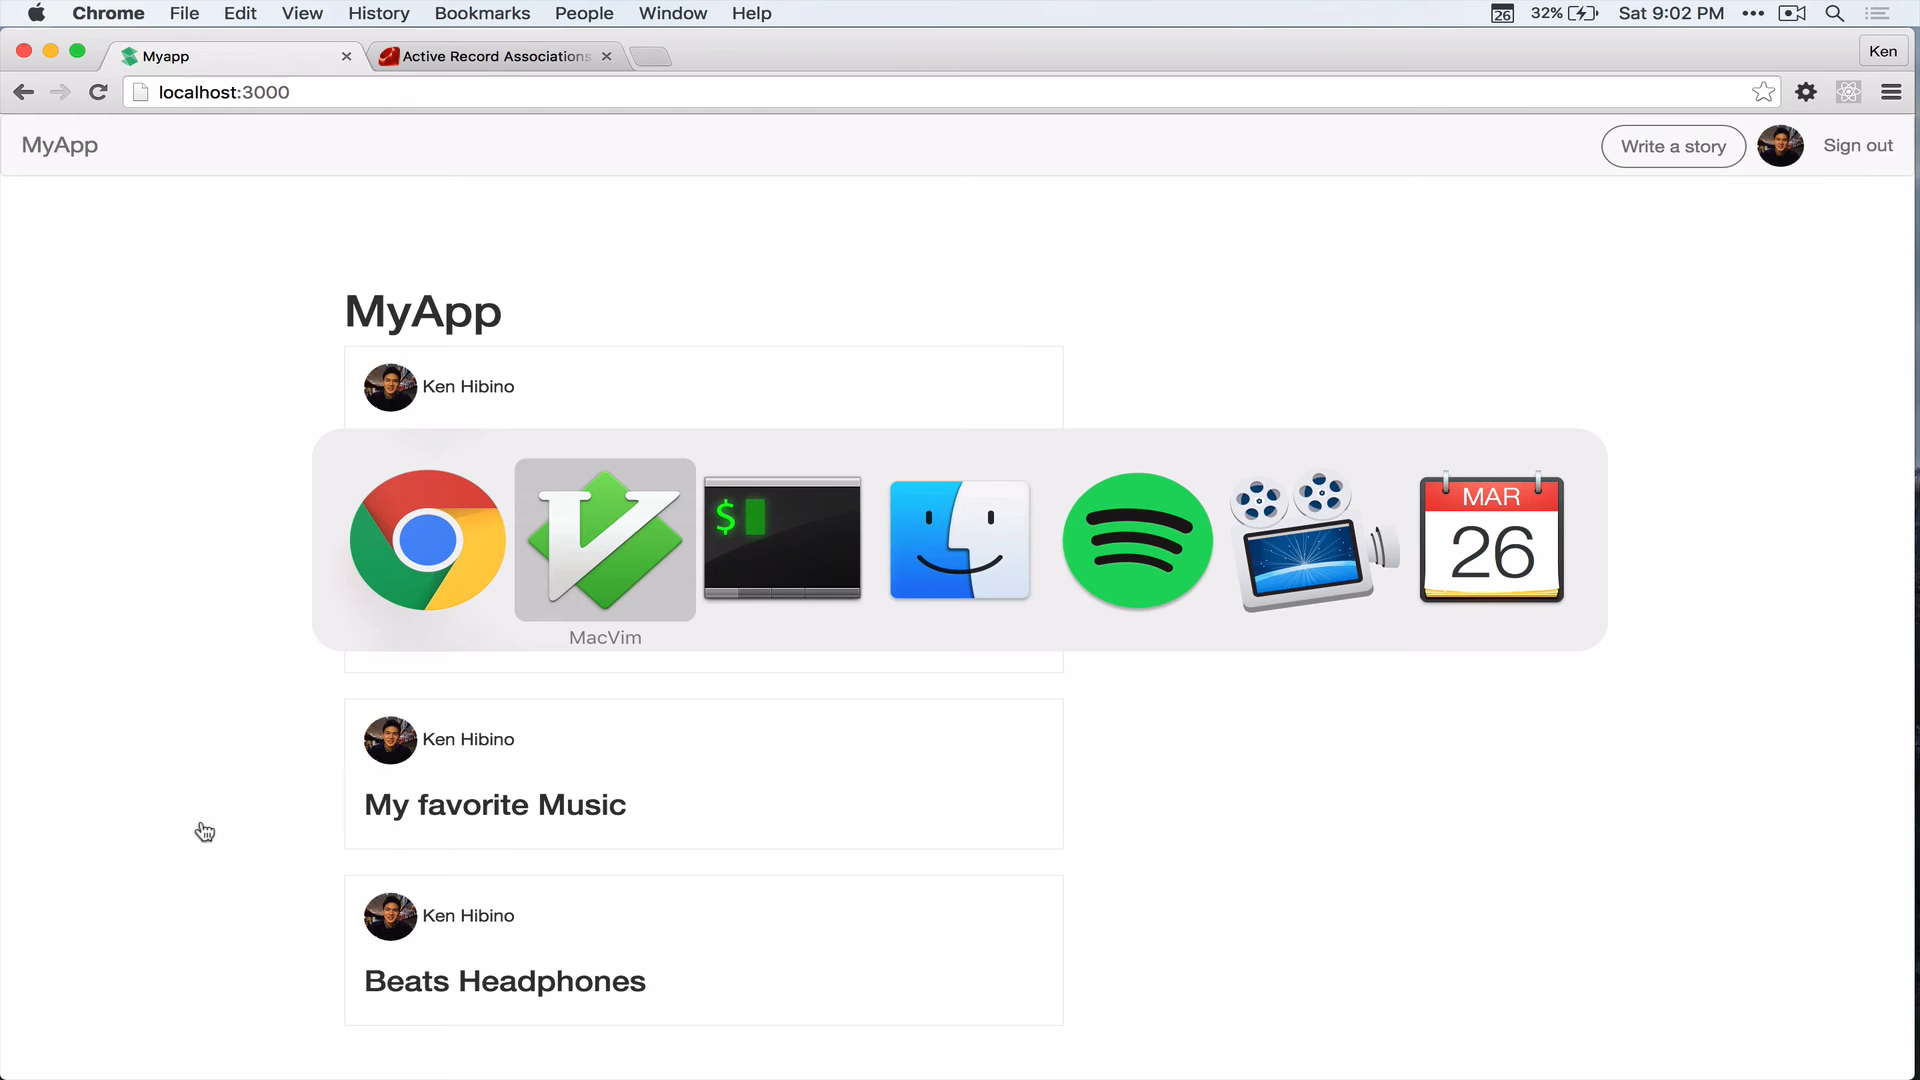 Chrome File Edit View History Bookmarks People Window Help 26 32% Sat 9:02 PM
Myapp Active Record Associations Ken
localhost:3000
MyApp Write a story Sign out
MyApp
Ken Hibino
$ MAR
26
MacVim
Ken Hibino
My favorite Music
Ken Hibino
Beats Headphones